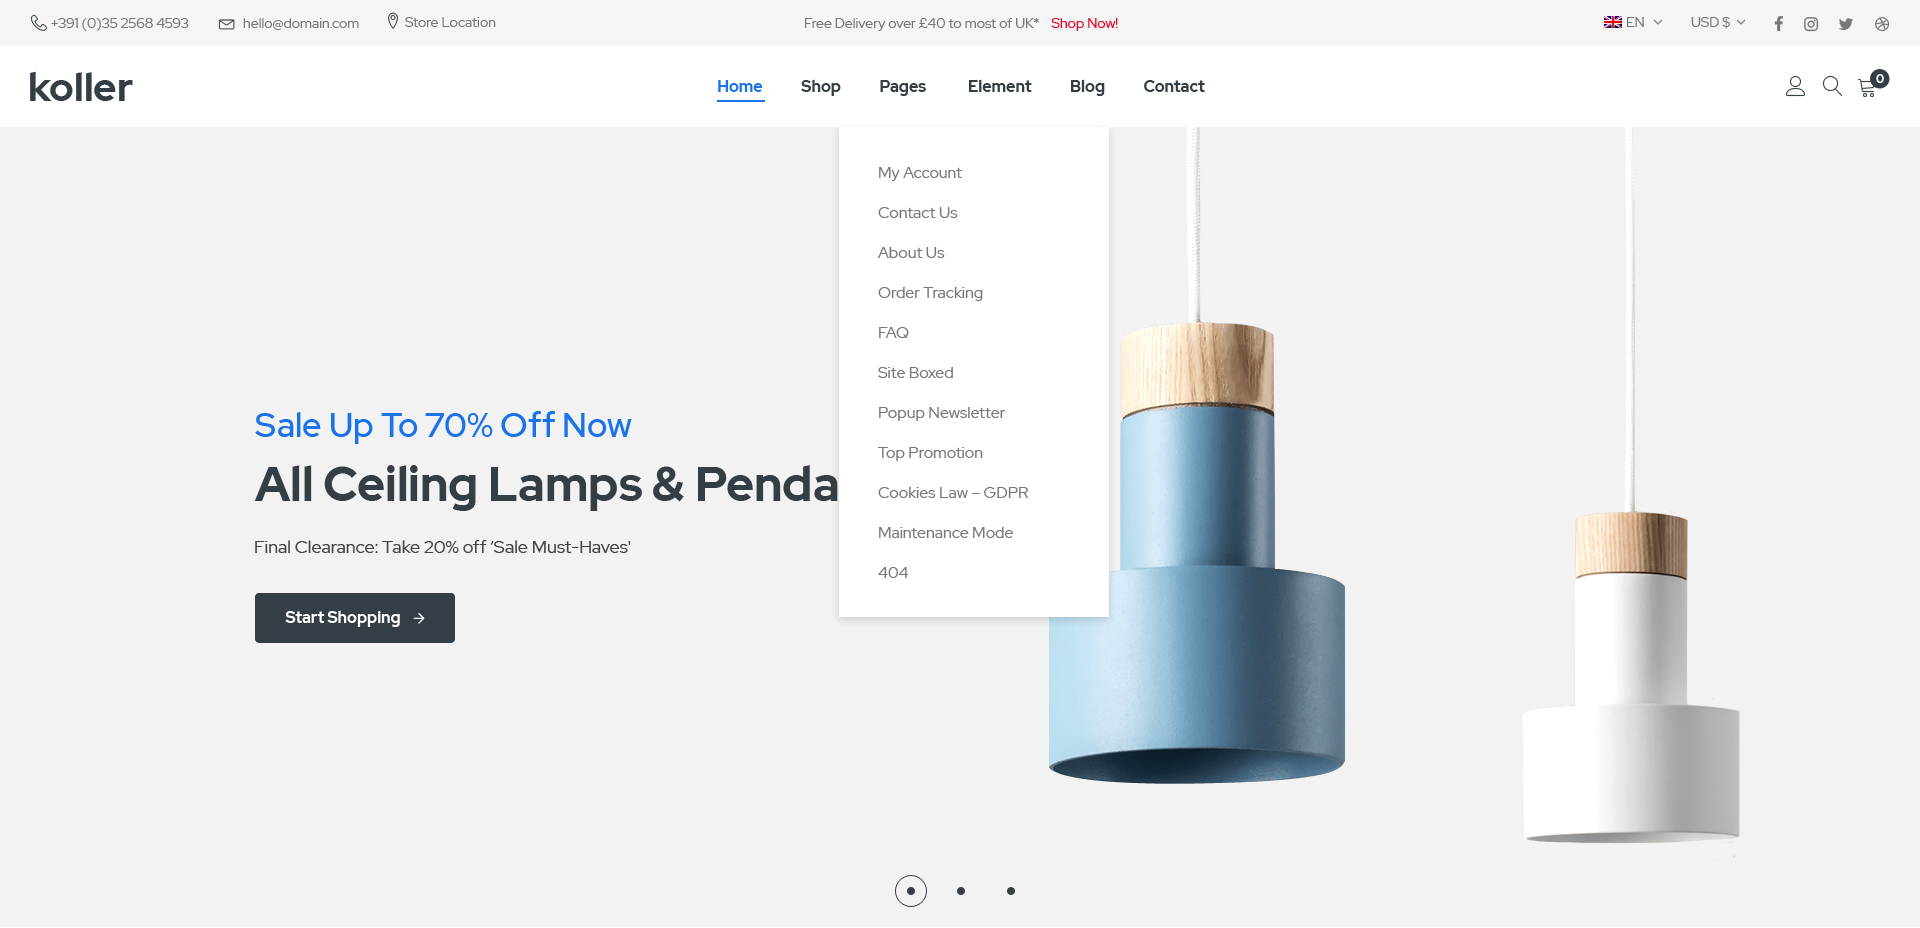 +391 (0)35 2568 4593
hello@domain.com
Store Location
Free Delivery over £40 to most of UK* Shop Now!
EN
USD $
koller
Home
Shop
Pages
Element
Blog
Contact
0
My Account
Contact Us
About Us
Order Tracking
FAQ
Site Boxed
Popup Newsletter
Top Promotion
Cookies Law – GDPR
Maintenance Mode
404
Sale Up To 70% Off Now
All Ceiling Lamps & Penda
Final Clearance: Take 20% off ‘Sale Must-Haves'
Start Shopping →